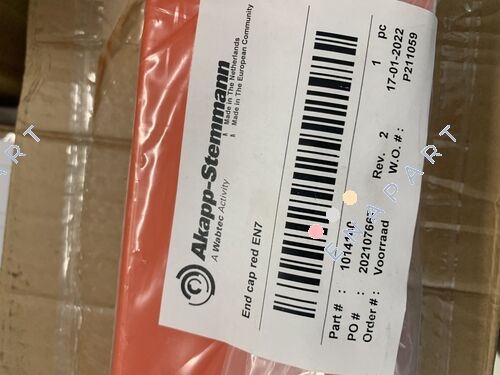 Akapp-Stemmann
A Wabtec Activity
Made in The Netherlands
Made in The European Community
End cap red EN7
Part # :
PO # :
Order # : Voorraad
Rev. 2
W.O. # :
1 pc
17-01-2022
P211059